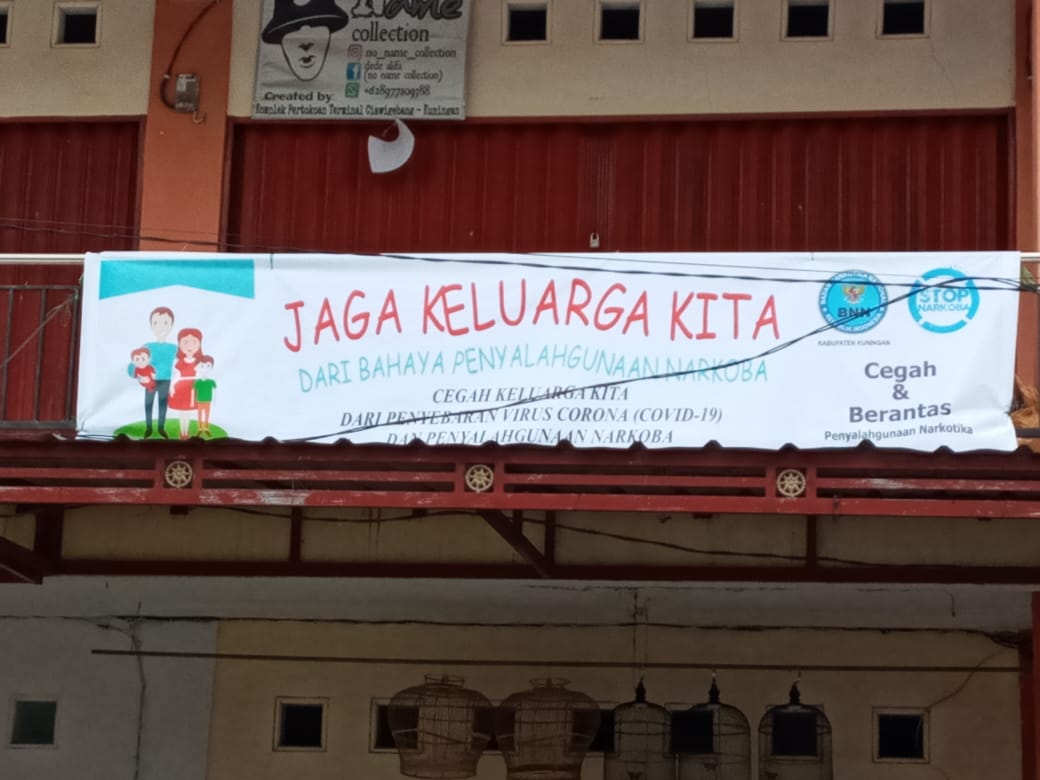 Name
collection
no_name_collection
dede alifa
(no name collection)
+628977109388
Created by:
Komplek Pertokoan Terminal Ciawigebang - Kuningan
JAGA KELUARGA KITA
DARI BAHAYA PENYALAHGUNAAN NARKOBA
CEGAH KELUARGA KITA
DARI PENYEBARAN VIRUS CORONA (COVID-19)
DAN PENYALAHGUNAAN NARKOBA
BNN
KABUPATEN KUNINGAN
STOP
NARKOBA
Cegah
&
Berantas
Penyalahgunaan Narkotika